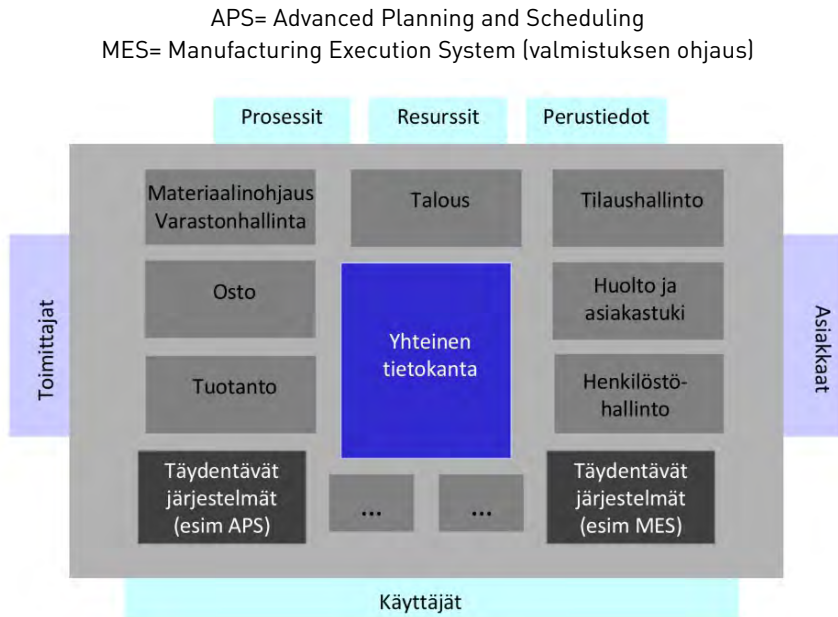 APS= Advanced Planning and Scheduling
MES= Manufacturing Execution System (valmistuksen ohjaus)
Prosessit
Resurssit
Perustiedot
Materiaalinohjaus
Varastonhallinta
Talous
Tilaushallinto
Toimittajat
Osto
Yhteinen
tietokanta
Huolto ja
asiakastuki
Asiakkaat
Tuotanto
Henkilöstö-
hallinto
Täydentävät
järjestelmät
(esim APS)
...
...
Täydentävät
järjestelmät
(esim MES)
Käyttäjät